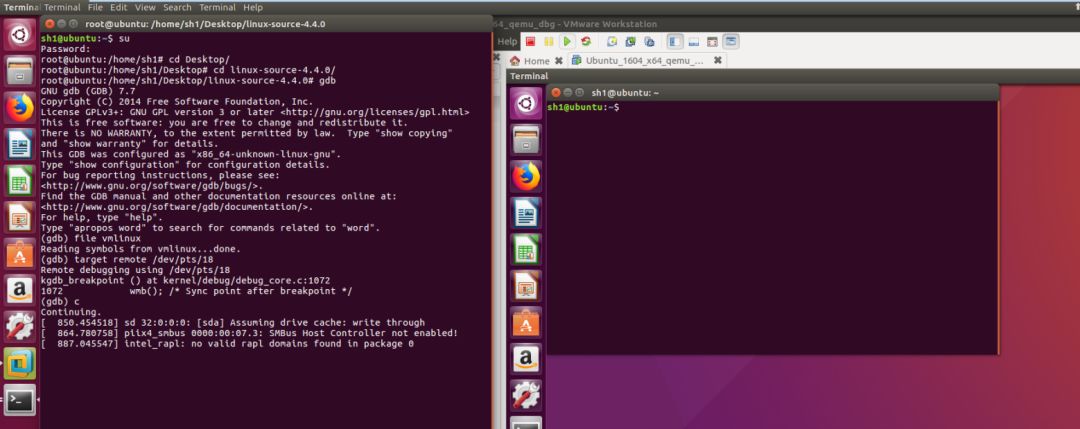 Terminal Terminal File Edit View Search Terminal Help
root@ubuntu: /home/sh1/Desktop/linux-source-4.4.0
sh1@ubuntu:~$ su
Password:
root@ubuntu:/home/sh1# cd Desktop/
root@ubuntu:/home/sh1/Desktop# cd linux-source-4.4.0/
root@ubuntu:/home/sh1/Desktop/linux-source-4.4.0# gdb
GNU gdb (GDB) 7.7
Copyright (C) 2014 Free Software Foundation, Inc.
License GPLv3+: GNU GPL version 3 or later <http://gnu.org/licenses/gpl.html>
This is free software: you are free to change and redistribute it.
There is NO WARRANTY, to the extent permitted by law.  Type "show copying"
and "show warranty" for details.
This GDB was configured as "x86_64-unknown-linux-gnu".
Type "show configuration" for configuration details.
For bug reporting instructions, please see:
<http://www.gnu.org/software/gdb/bugs/>.
Find the GDB manual and other documentation resources online at:
<http://www.gnu.org/software/gdb/documentation/>.
For help, type "help".
Type "apropos word" to search for commands related to "word".
(gdb) file vmlinux
Reading symbols from vmlinux...done.
(gdb) target remote /dev/pts/18
Remote debugging using /dev/pts/18
kgdb_breakpoint () at kernel/debug/debug_core.c:1072
1072            wmb(); /* Sync point after breakpoint */
(gdb) c
Continuing.
[  850.454518] sd 32:0:0:0: [sda] Assuming drive cache: write through
[  864.780758] piix4_smbus 0000:00:07.3: SMBus Host Controller not enabled!
[  887.045547] intel_rapl: no valid rapl domains found in package 0
64_qemu_dbg - VMware Workstation
Help
Home
Ubuntu_1604_x64_qemu_...
Terminal
sh1@ubuntu: ~
sh1@ubuntu:~$